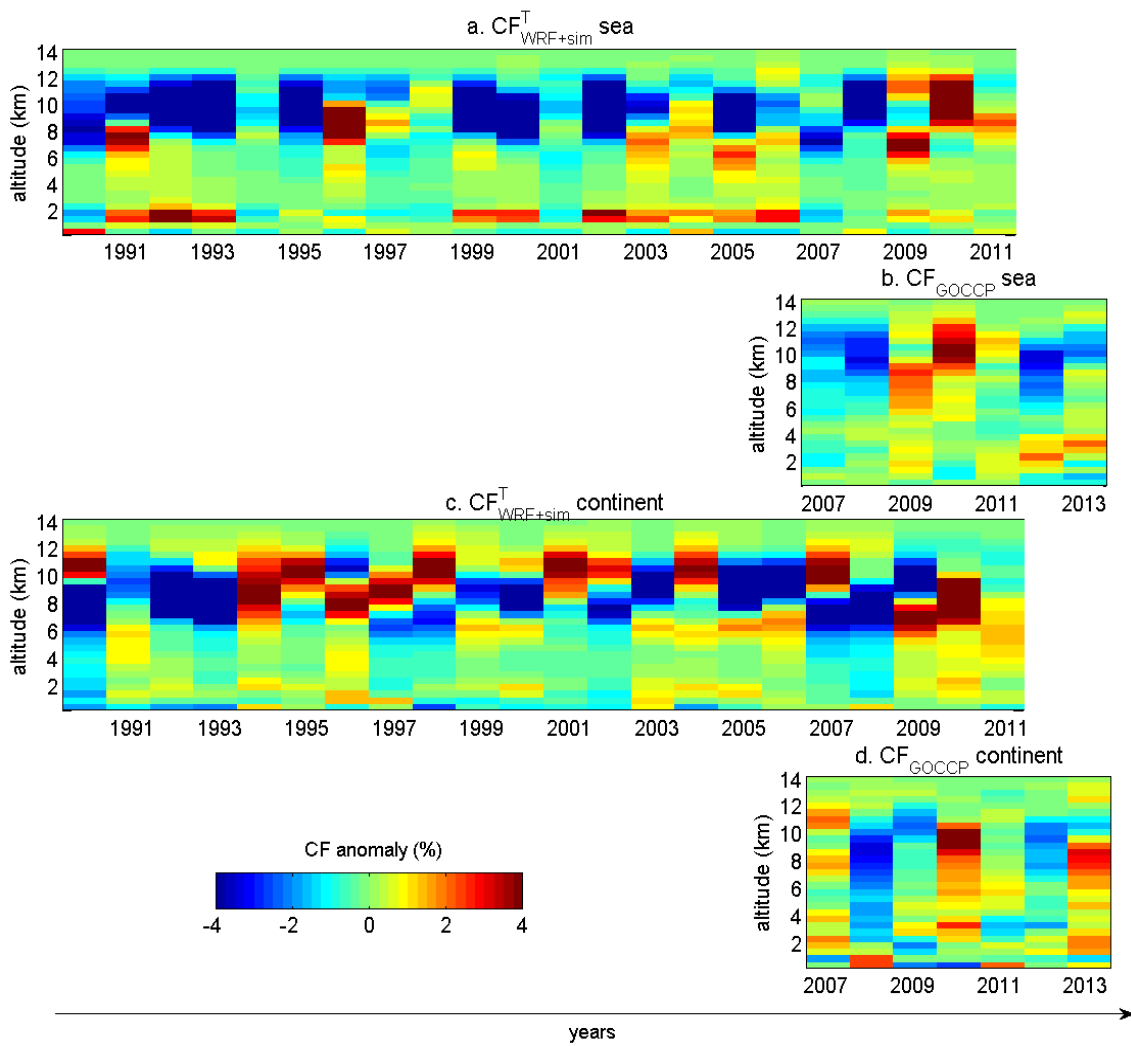 a. CF^T_WRF+sim sea
14
12
10
8
6
4
2
altitude (km)
1991 1993 1995 1997 1999 2001 2003 2005 2007 2009 2011
b. CF_GOCCP sea
14
12
10
8
6
4
2
altitude (km)
2007 2009 2011 2013
c. CF^T_WRF+sim continent
14
12
10
8
6
4
2
altitude (km)
1991 1993 1995 1997 1999 2001 2003 2005 2007 2009 2011
d. CF_GOCCP continent
14
12
10
8
6
4
2
altitude (km)
2007 2009 2011 2013
CF anomaly (%)
-4 -2 0 2 4
years